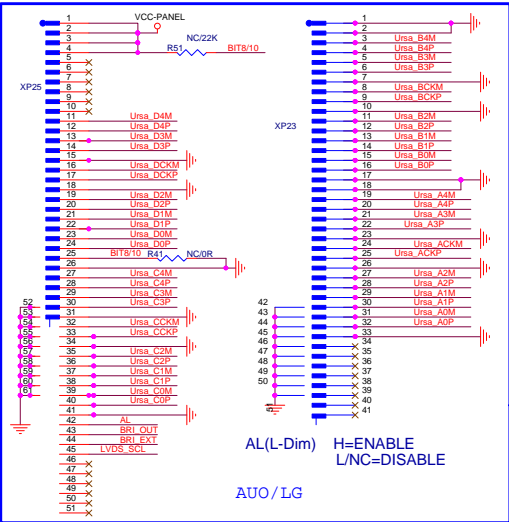 VCC-PANEL
1
2
3 NC/22K
4 R51 BIT8/10
5
6
7
XP25
8
9
10
11 Ursa_D4M
12 Ursa_D4P
13 Ursa_D3M
14 Ursa_D3P
15
16 Ursa_DCKM
17 Ursa_DCKP
18
19 Ursa_D2M
20 Ursa_D2P
21 Ursa_D1M
22 Ursa_D1P
23 Ursa_D0M
24 Ursa_D0P
25 BIT8/10 R41 NC/0R
26
27 Ursa_C4M
28 Ursa_C4P
29 Ursa_C3M
30 Ursa_C3P
31
32 Ursa_CCKM
33 Ursa_CCKP
34
35 Ursa_C2M
36 Ursa_C2P
37 Ursa_C1M
38 Ursa_C1P
39 Ursa_C0M
40 Ursa_C0P
41
42 AL
43 BRI_OUT
44 BRI_EXT
45 LVDS_SCL
46
47
48
49
50
51
52
53
54
55
56
57
58
59
60
61
1
2
3 Ursa_B4M
4 Ursa_B4P
5 Ursa_B3M
6 Ursa_B3P
7
8 Ursa_BCKM
9 Ursa_BCKP
10
11 Ursa_B2M
XP23
12 Ursa_B2P
13 Ursa_B1M
14 Ursa_B1P
15 Ursa_B0M
16 Ursa_B0P
17
18
19 Ursa_A4M
20 Ursa_A4P
21 Ursa_A3M
22 Ursa_A3P
23
24 Ursa_ACKM
25 Ursa_ACKP
26
27 Ursa_A2M
28 Ursa_A2P
29 Ursa_A1M
30 Ursa_A1P
31 Ursa_A0M
32 Ursa_A0P
33
34
35
36
37
38
39
40
41
42
43
44
45
46
47
48
49
50
AL(L-Dim) H=ENABLE
L/NC=DISABLE
AUO/LG